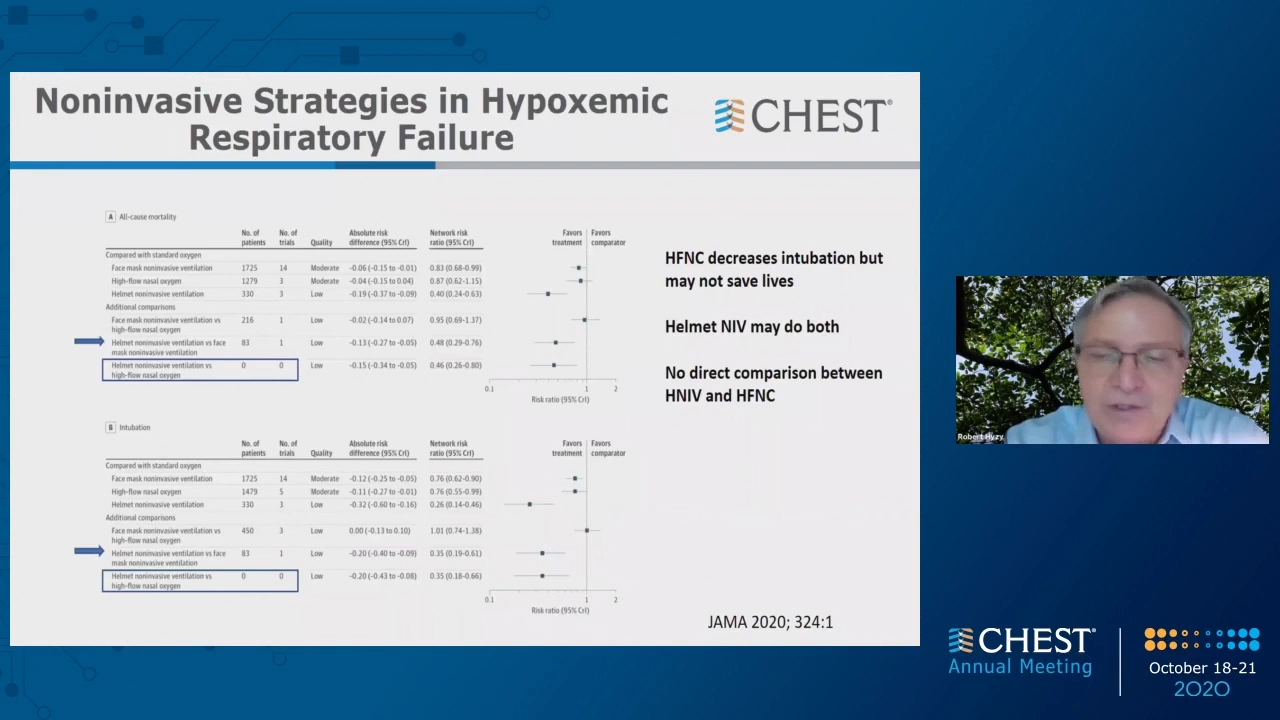 Noninvasive Strategies in Hypoxemic
Respiratory Failure
CHEST®
A All-cause mortality
No. of patients No. of trials Quality Absolute risk difference (95% CrI) Network risk ratio (95% CrI) Favors treatment Favors comparator
Compared with standard oxygen
Face mask noninvasive ventilation 1725 14 Moderate -0.06 (-0.15 to -0.01) 0.83 (0.68-0.99)
High-flow nasal oxygen 1279 3 Moderate -0.04 (-0.15 to 0.04) 0.87 (0.62-1.15)
Helmet noninvasive ventilation 330 3 Low -0.19 (-0.37 to -0.09) 0.40 (0.24-0.63)
Additional comparisons
Face mask noninvasive ventilation vs high-flow nasal oxygen 216 1 Low -0.02 (-0.14 to 0.07) 0.95 (0.69-1.37)
Helmet noninvasive ventilation vs face mask noninvasive ventilation 83 1 Low -0.13 (-0.27 to -0.05) 0.48 (0.29-0.76)
Helmet noninvasive ventilation vs high-flow nasal oxygen 0 0 Low -0.15 (-0.34 to -0.05) 0.46 (0.26-0.80)
0.1 1 2
Risk ratio (95% CrI)
B Intubation
No. of patients No. of trials Quality Absolute risk difference (95% CrI) Network risk ratio (95% CrI) Favors treatment Favors comparator
Compared with standard oxygen
Face mask noninvasive ventilation 1725 14 Moderate -0.12 (-0.25 to -0.05) 0.76 (0.62-0.90)
High-flow nasal oxygen 1479 5 Moderate -0.11 (-0.27 to -0.01) 0.76 (0.55-0.99)
Helmet noninvasive ventilation 330 3 Low -0.32 (-0.60 to -0.16) 0.26 (0.14-0.46)
Additional comparisons
Face mask noninvasive ventilation vs high-flow nasal oxygen 450 3 Low 0.00 (-0.13 to 0.10) 1.01 (0.74-1.38)
Helmet noninvasive ventilation vs face mask noninvasive ventilation 83 1 Low -0.20 (-0.40 to -0.09) 0.35 (0.19-0.61)
Helmet noninvasive ventilation vs high-flow nasal oxygen 0 0 Low -0.20 (-0.43 to -0.08) 0.35 (0.18-0.66)
0.1 1 2
Risk ratio (95% CrI)
HFNC decreases intubation but
may not save lives
Helmet NIV may do both
No direct comparison between
HNIV and HFNC
JAMA 2020; 324:1
Robert Hyzy
CHEST®
Annual Meeting
October 18-21
2020